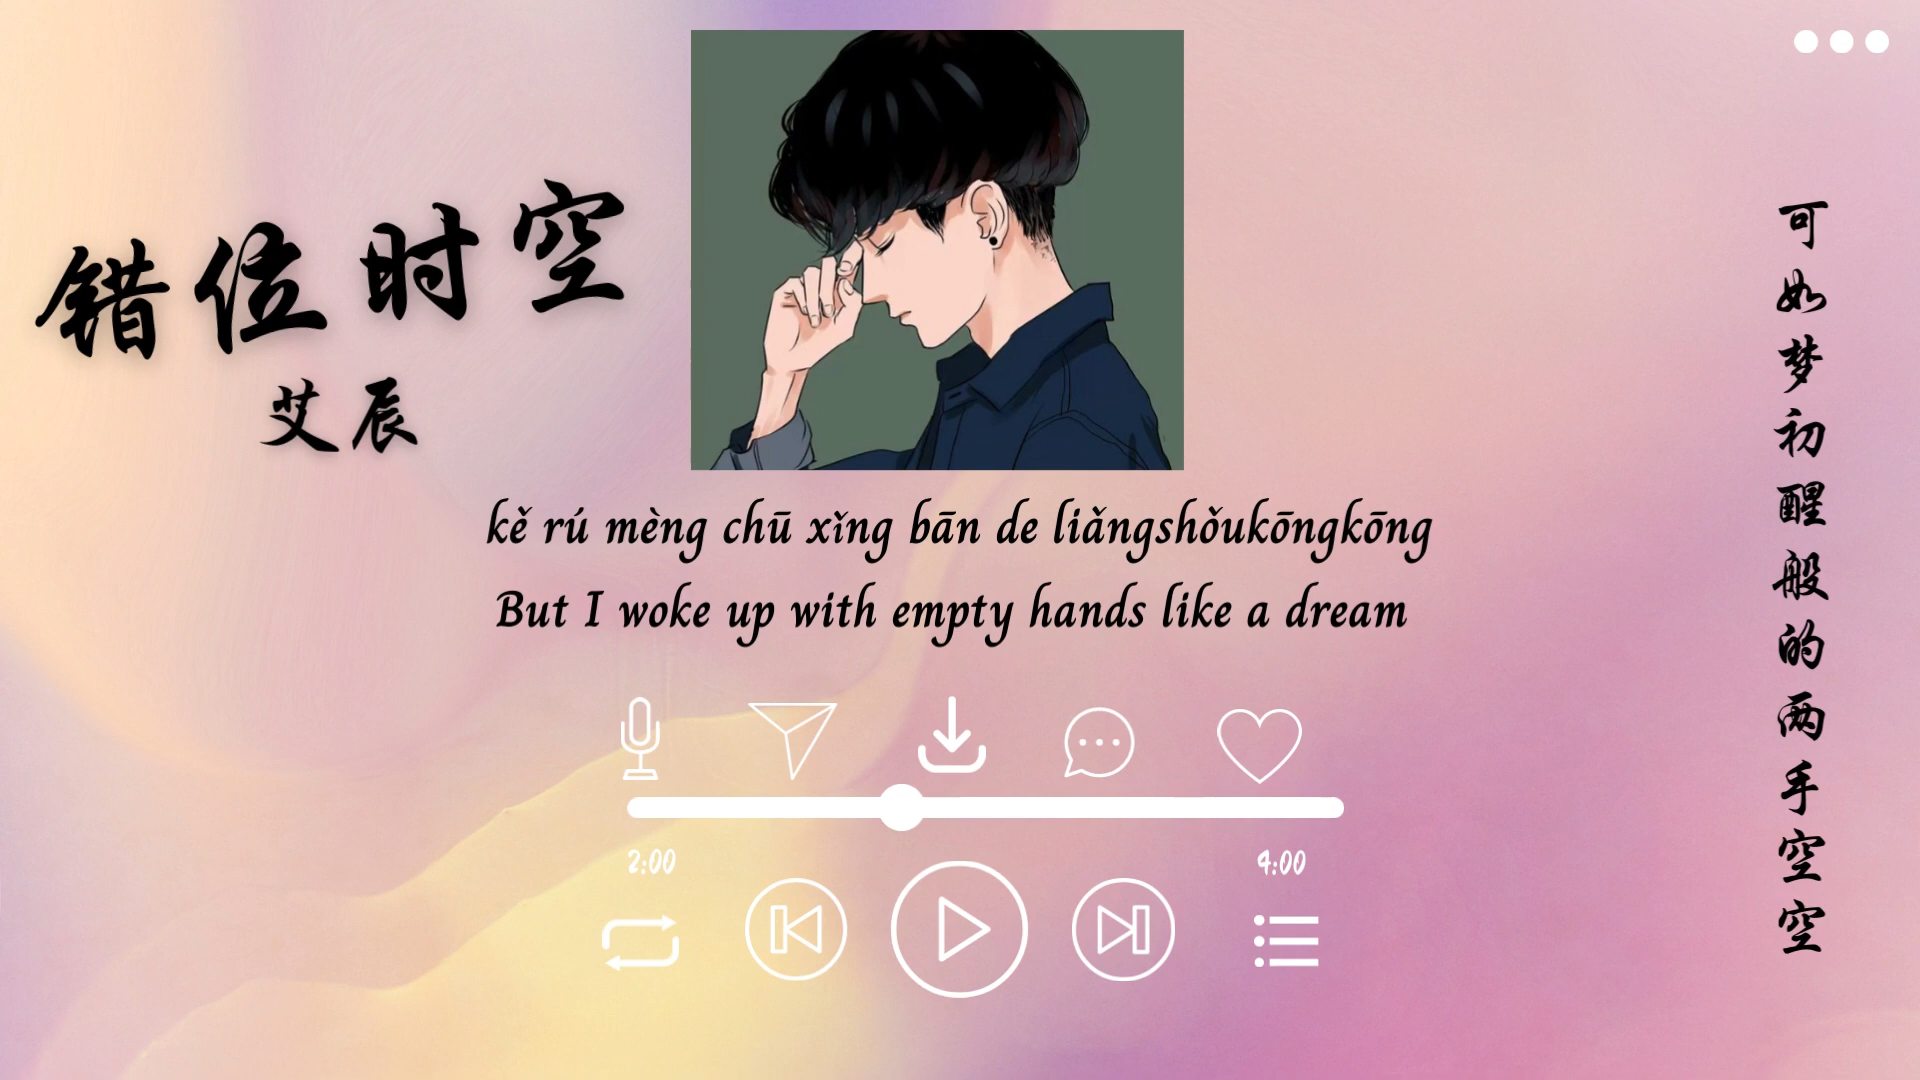 错位时空
艾辰
kě rú mèng chū xǐng bān de liǎngshǒukōngkōng
But I woke up with empty hands like a dream
2:00
4:00
可如梦初醒般的两手空空